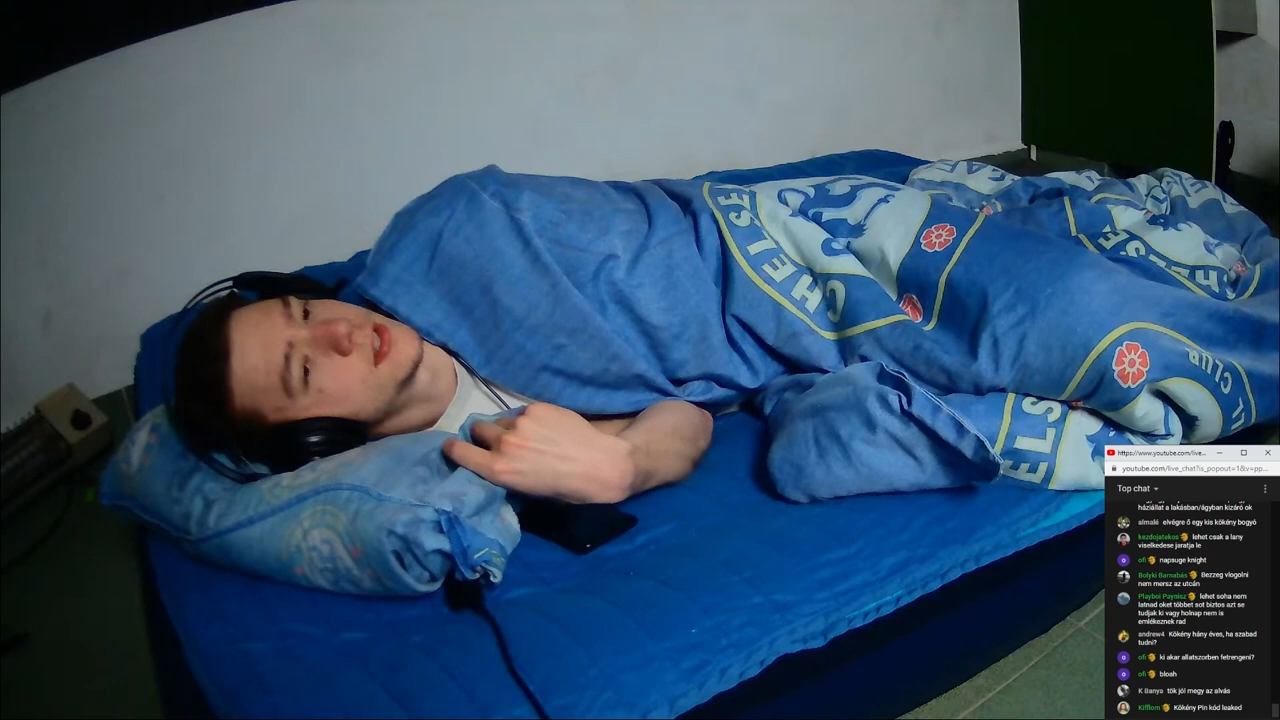 CHELSEA
CHELSEA
CLUB
ELS
https://www.youtube.com/live...
youtube.com/live_chat?is_popout=1&v=pp...
Top chat
háziállat a lakásban/ágyban kizáró ok
almalé elvégre ő egy kis kökény bogyó
kezdojatekos lehet csak a lany
viselkedese jaratja le
ofi napsuge knight
Bolyki Barnabás Bezzeg vlogolni
nem mersz az utcán
Playboi Paynisz lehet soha nem
latnad oket többet sot biztos azt se
tudjak ki vagy holnap nem is
emlékeznek rad
andrew4 Kökény hány éves, ha szabad
tudni?
ofi ki akar allatszorben fetrengeni?
ofi bloah
K Banya tök jól megy az alvás
Kifflom Kökény Pin kód leaked